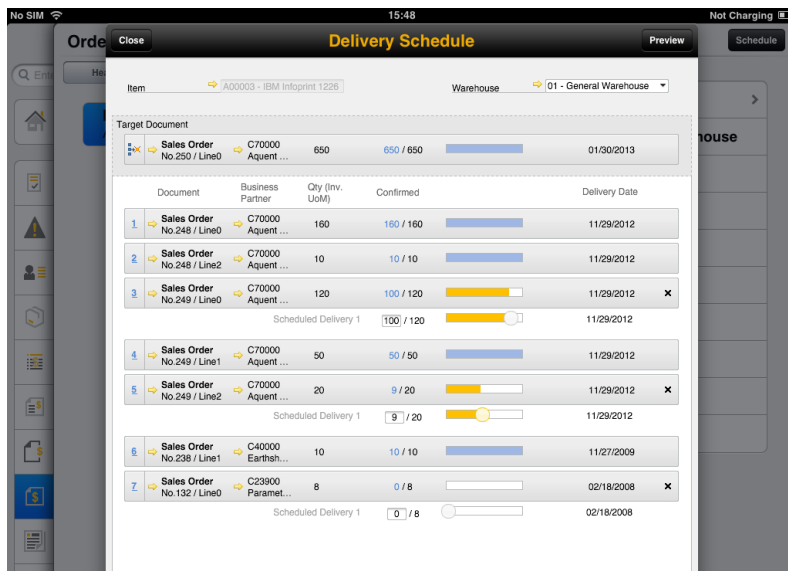 No SIM 15:48 Not Charging
Orde Close Delivery Schedule Preview Schedule
Item A00003 - IBM Infoprint 1226 Warehouse 01 - General Warehouse
house
Target Document
Sales Order C70000 650 650 / 650 01/30/2013
No.250 / Line0 Aquent ...
Document Business Partner Qty (Inv. UoM) Confirmed Delivery Date
1 Sales Order C70000 160 160 / 160 11/29/2012
No.248 / Line0 Aquent ...
2 Sales Order C70000 10 10 / 10 11/29/2012
No.248 / Line2 Aquent ...
3 Sales Order C70000 120 100 / 120 11/29/2012 ×
No.249 / Line0 Aquent ...
Scheduled Delivery 1 100 / 120 11/29/2012
4 Sales Order C70000 50 50 / 50 11/29/2012
No.249 / Line1 Aquent ...
5 Sales Order C70000 20 9 / 20 11/29/2012 ×
No.249 / Line2 Aquent ...
Scheduled Delivery 1 9 / 20 11/29/2012
6 Sales Order C40000 10 10 / 10 11/27/2009
No.238 / Line1 Earthsh...
7 Sales Order C23900 8 0 / 8 02/18/2008 ×
No.132 / Line0 Paramet...
Scheduled Delivery 1 0 / 8 02/18/2008